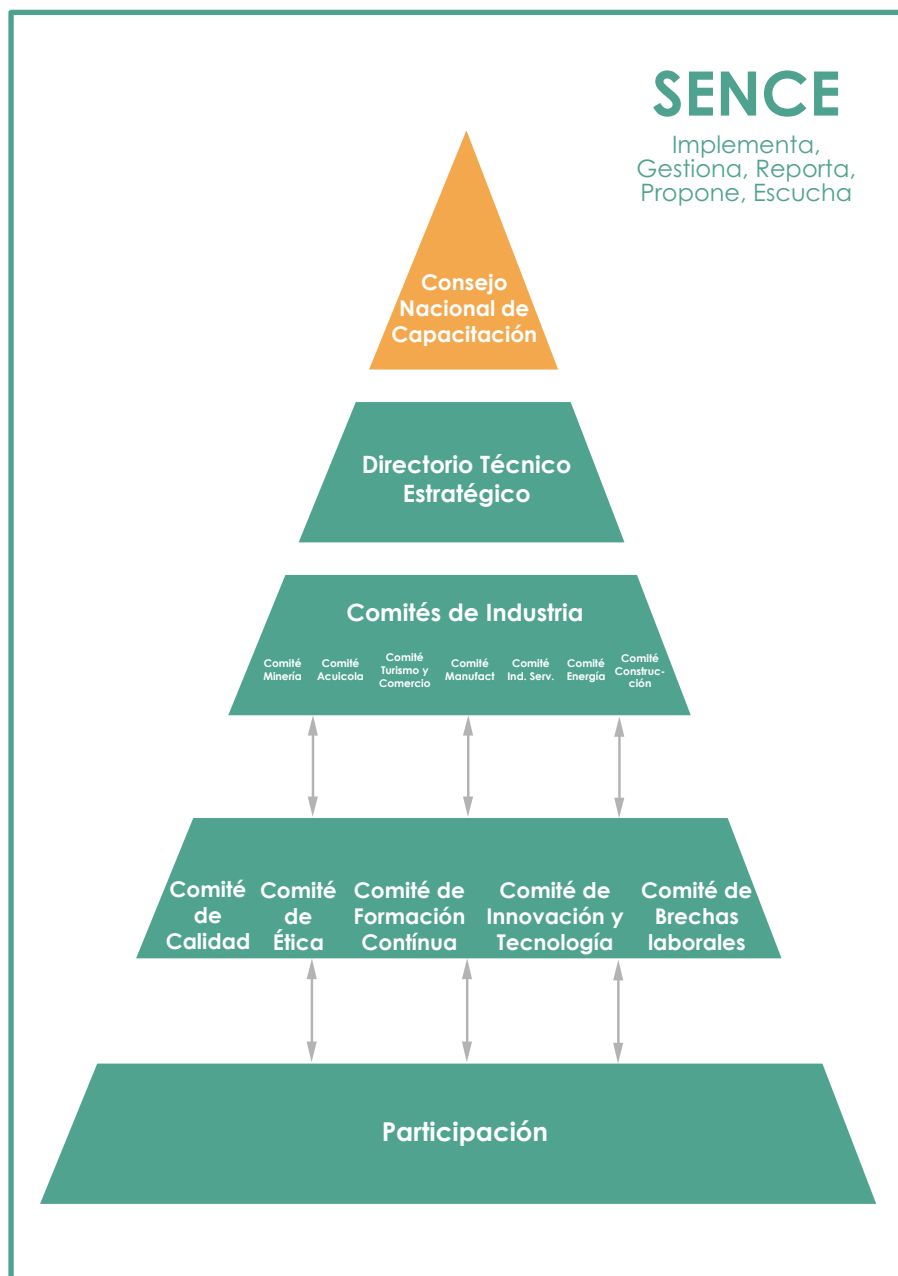 SENCE
Implementa,
Gestiona, Reporta,
Propone, Escucha
Consejo
Nacional de
Capacitación
Directorio Técnico
Estratégico
Comités de Industria
Comité
Minería
Comité
Acuicola
Comité
Turismo y
Comercio
Comité
Manufact
Comité
Ind. Serv.
Comité
Energía
Comité
Construc-
ción
Comité
de
Calidad
Comité
de
Ética
Comité de
Formación
Contínua
Comité de
Innovación y
Tecnología
Comité de
Brechas
laborales
Participación